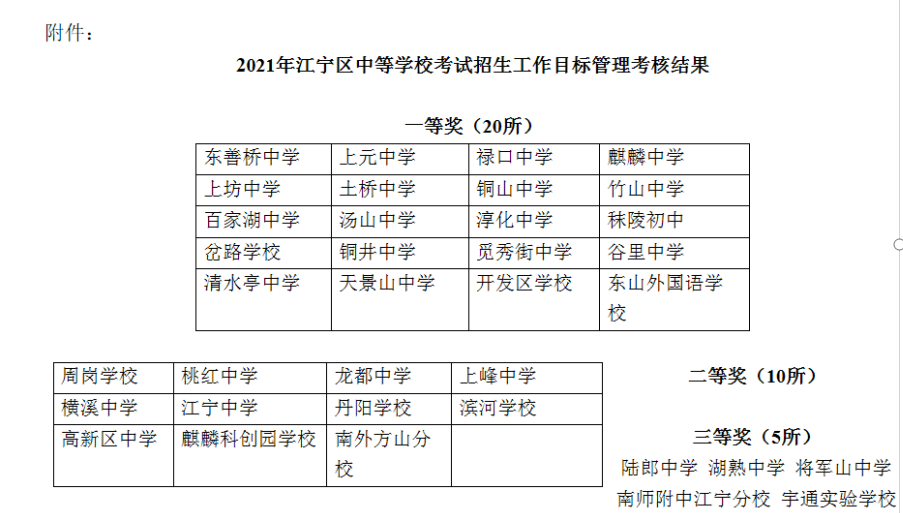 附件：
2021年江宁区中等学校考试招生工作目标管理考核结果
一等奖（20所）
东善桥中学 上元中学 禄口中学 麒麟中学
上坊中学 土桥中学 铜山中学 竹山中学
百家湖中学 汤山中学 淳化中学 秣陵初中
岔路学校 铜井中学 觅秀街中学 谷里中学
清水亭中学 天景山中学 开发区学校 东山外国语学
校
二等奖（10所）
周岗学校 桃红中学 龙都中学 上峰中学
横溪中学 江宁中学 丹阳学校 滨河学校
高新区中学 麒麟科创园学校 南外方山分
校
三等奖（5所）
陆郎中学 湖熟中学 将军山中学
南师附中江宁分校 宇通实验学校